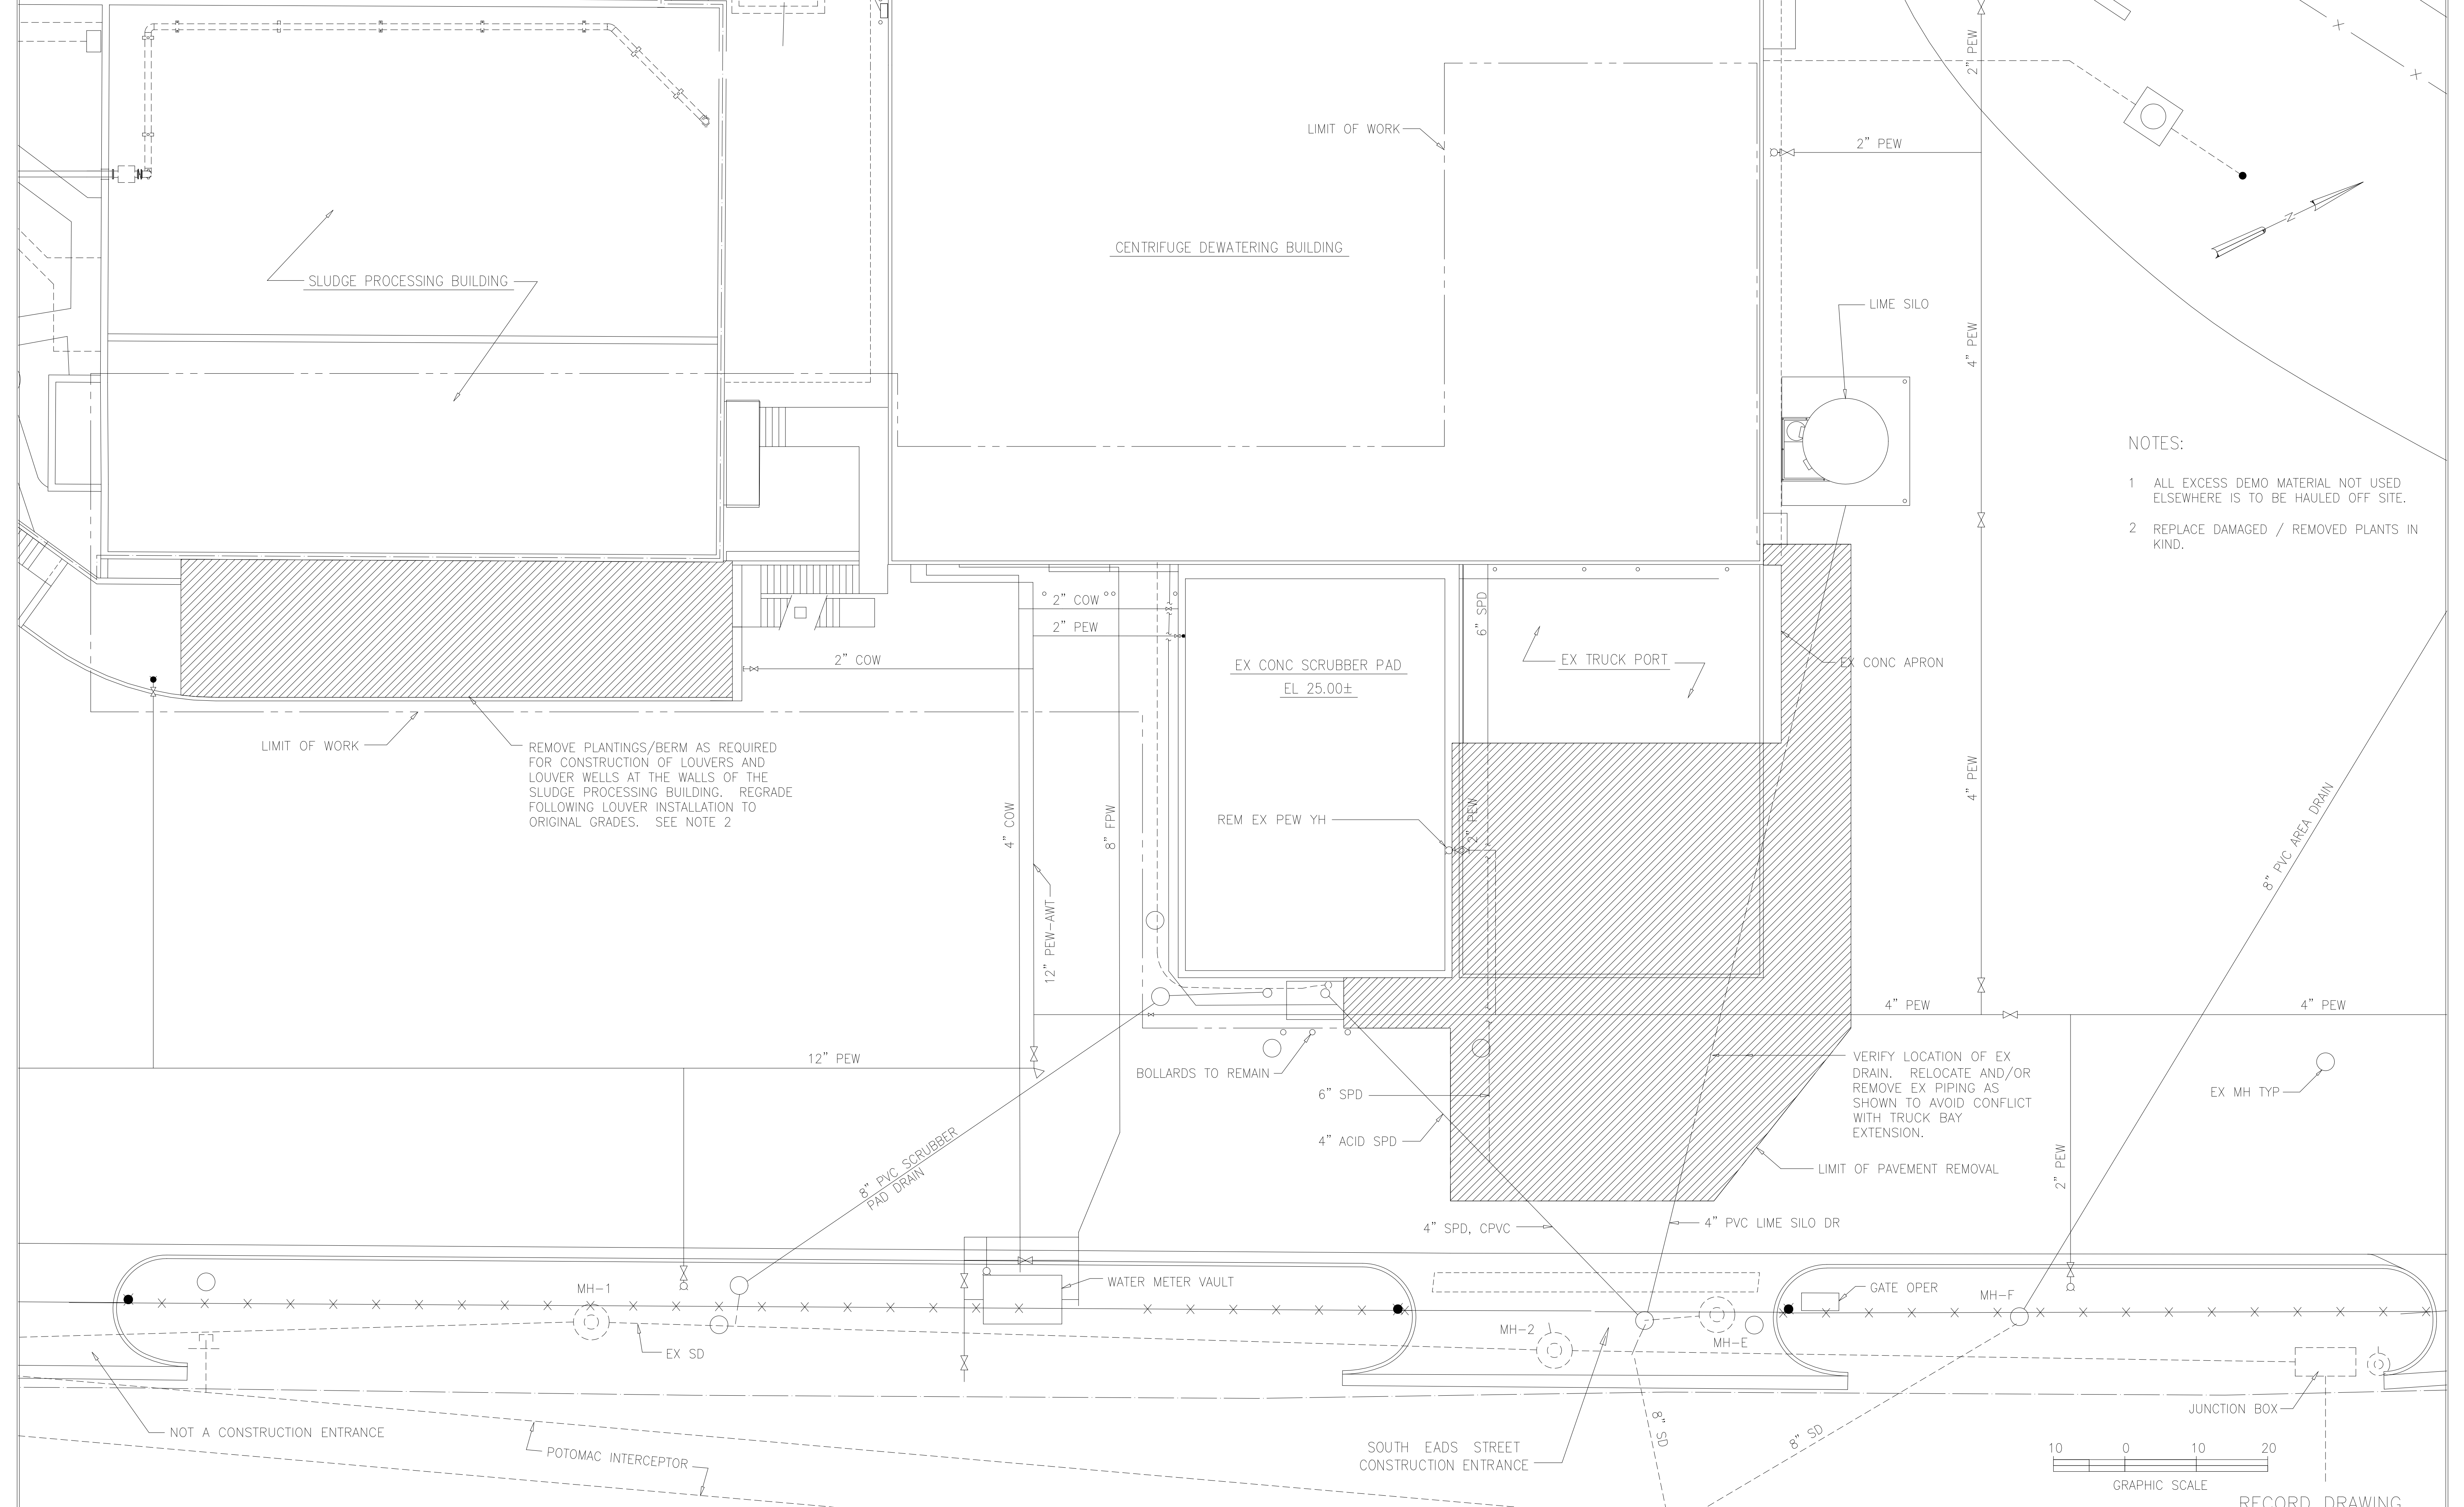 2" PEW
LIMIT OF WORK
2" PEW
N
CENTRIFUGE DEWATERING BUILDING
SLUDGE PROCESSING BUILDING
LIME SILO
4" PEW
NOTES:
1 ALL EXCESS DEMO MATERIAL NOT USED
ELSEWHERE IS TO BE HAULED OFF SITE.
2 REPLACE DAMAGED / REMOVED PLANTS IN
KIND.
2" COW
2" PEW
6" SPD
2" COW
EX CONC SCRUBBER PAD
EL 25.00±
EX TRUCK PORT
EX CONC APRON
LIMIT OF WORK
REMOVE PLANTINGS/BERM AS REQUIRED
FOR CONSTRUCTION OF LOUVERS AND
LOUVER WELLS AT THE WALLS OF THE
SLUDGE PROCESSING BUILDING. REGRADE
FOLLOWING LOUVER INSTALLATION TO
ORIGINAL GRADES. SEE NOTE 2
4" COW
8" FPW
REM EX PEW YH
2" PEW
4" PEW
8" PVC AREA DRAIN
12" PEW-AWT
4" PEW
4" PEW
12" PEW
BOLLARDS TO REMAIN
6" SPD
4" ACID SPD
VERIFY LOCATION OF EX
DRAIN. RELOCATE AND/OR
REMOVE EX PIPING AS
SHOWN TO AVOID CONFLICT
WITH TRUCK BAY
EXTENSION.
EX MH TYP
8" PVC SCRUBBER
PAD DRAIN
LIMIT OF PAVEMENT REMOVAL
2" PEW
4" SPD, CPVC
4" PVC LIME SILO DR
WATER METER VAULT
MH-1
GATE OPER
MH-F
MH-2
MH-E
EX SD
NOT A CONSTRUCTION ENTRANCE
POTOMAC INTERCEPTOR
SOUTH EADS STREET
CONSTRUCTION ENTRANCE
8" SD
8" SD
JUNCTION BOX
10 0 10 20
GRAPHIC SCALE
RECORD DRAWING